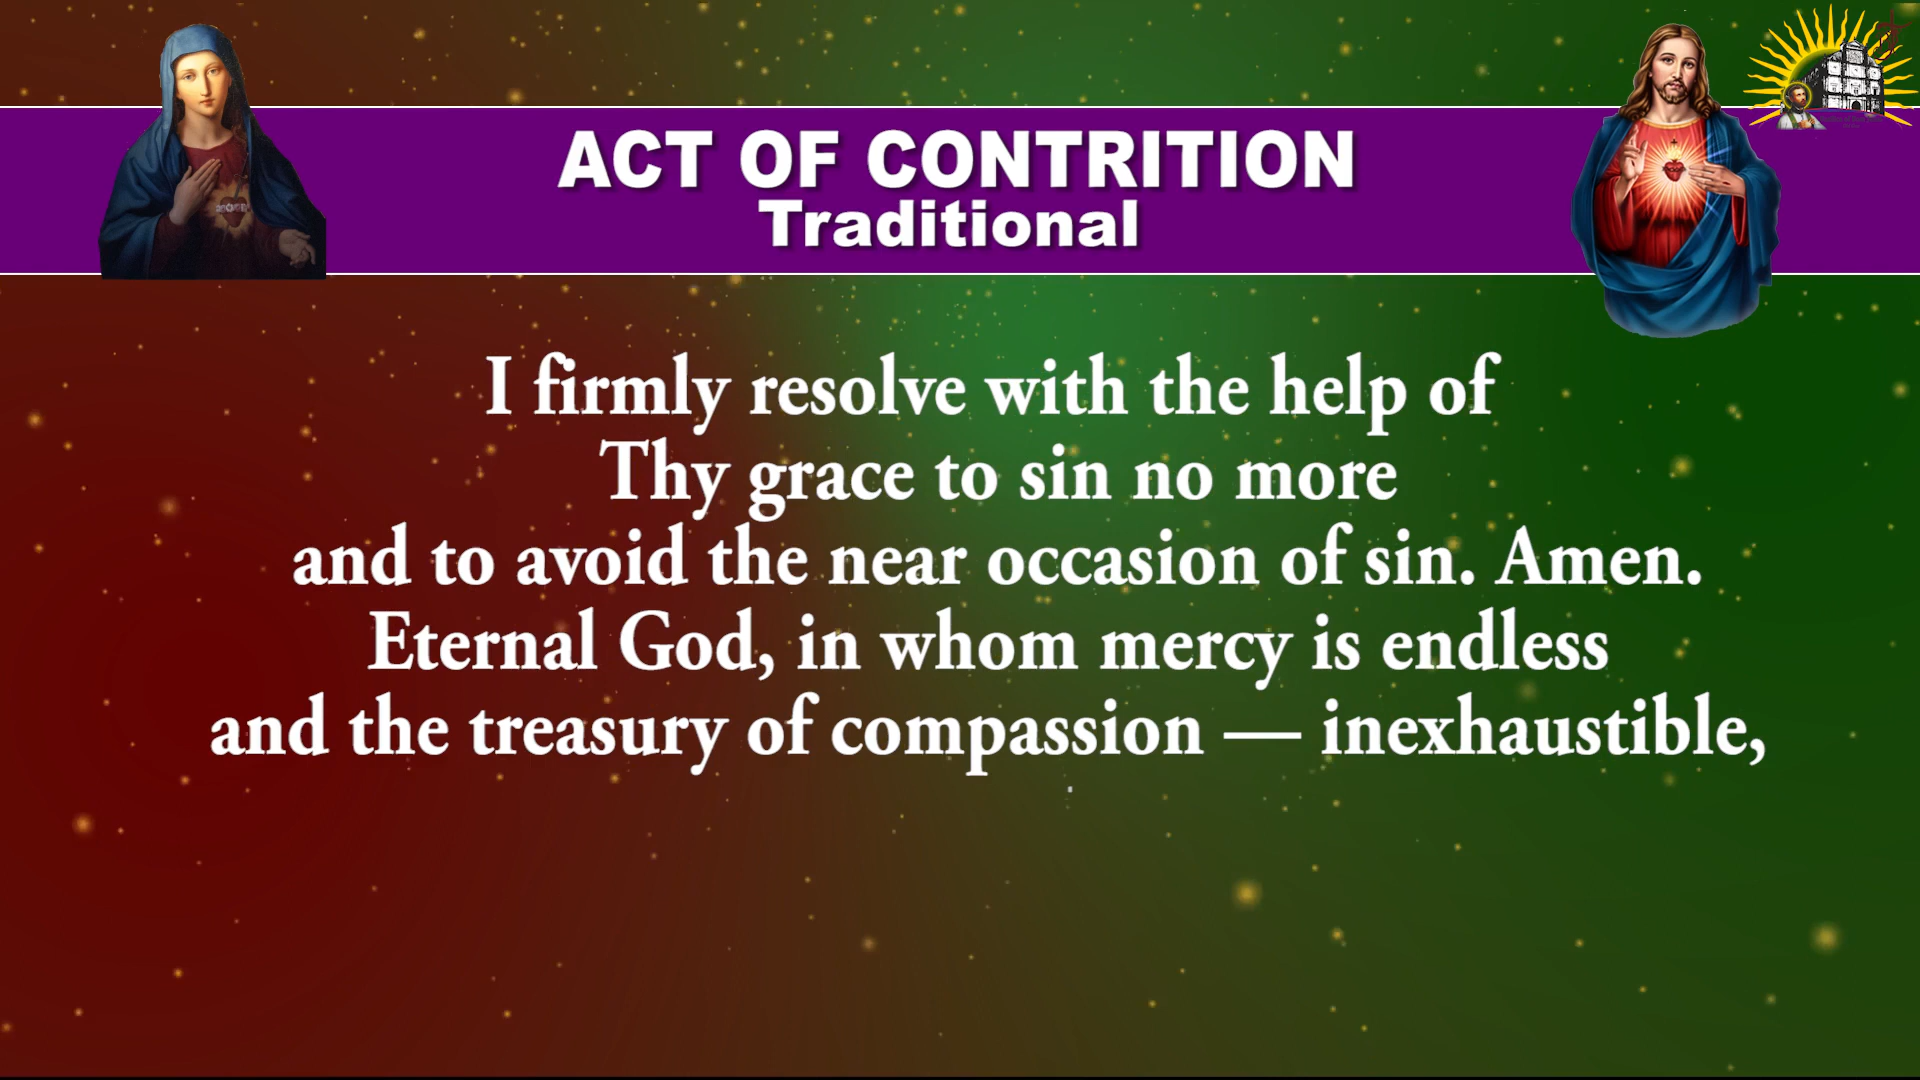 ACT OF CONTRITION
Traditional
I firmly resolve with the help of
Thy grace to sin no more
and to avoid the near occasion of sin. Amen.
Eternal God, in whom mercy is endless
and the treasury of compassion — inexhaustible,